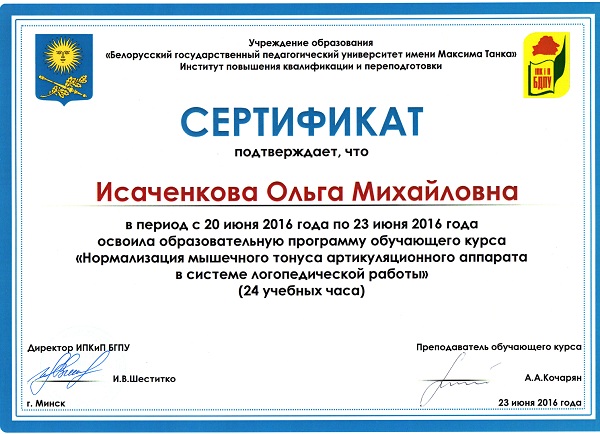 Учреждение образования
«Белорусский государственный педагогический университет имени Максима Танка»
Институт повышения квалификации и переподготовки
ИПК и П
БДПУ
СЕРТИФИКАТ
подтверждает, что
Исаченкова Ольга Михайловна
в период с 20 июня 2016 года по 23 июня 2016 года
освоила образовательную программу обучающего курса
«Нормализация мышечного тонуса артикуляционного аппарата
в системе логопедической работы»
(24 учебных часа)
Директор ИПКиП БГПУ
Преподаватель обучающего курса
И.В.Шеститко
А.А.Кочарян
г. Минск
23 июня 2016 года